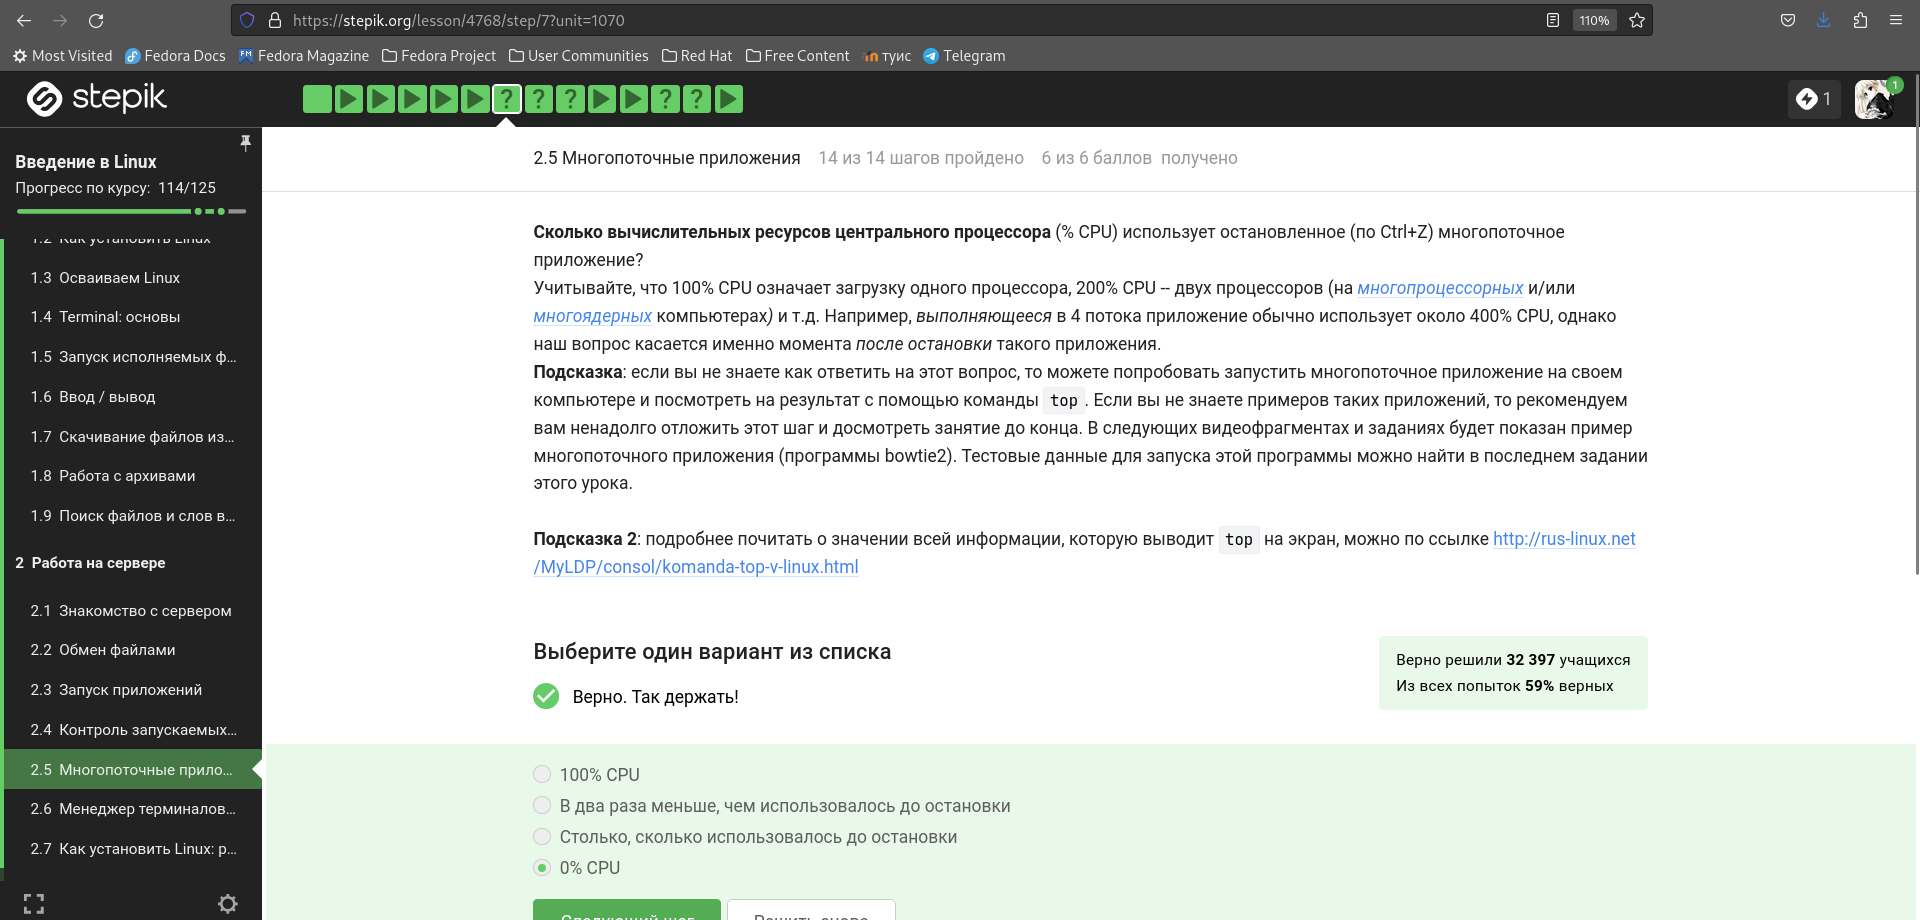 https://stepik.org/lesson/4768/step/7?unit=1070
110%
Most Visited Fedora Docs Fedora Magazine Fedora Project User Communities Red Hat Free Content туис Telegram
stepik
? ? ? ? ?
1
1
Введение в Linux
Прогресс по курсу: 114/125
1.2 Как установить Linux
1.3 Осваиваем Linux
1.4 Terminal: основы
1.5 Запуск исполняемых ф...
1.6 Ввод / вывод
1.7 Скачивание файлов из...
1.8 Работа с архивами
1.9 Поиск файлов и слов в...
2 Работа на сервере
2.1 Знакомство с сервером
2.2 Обмен файлами
2.3 Запуск приложений
2.4 Контроль запускаемых...
2.5 Многопоточные прило...
2.6 Менеджер терминалов...
2.7 Как установить Linux: р...
2.5 Многопоточные приложения 14 из 14 шагов пройдено 6 из 6 баллов получено
Сколько вычислительных ресурсов центрального процессора (% CPU) использует остановленное (по Ctrl+Z) многопоточное
приложение?
Учитывайте, что 100% CPU означает загрузку одного процессора, 200% CPU -- двух процессоров (на многопроцессорных и/или
многоядерных компьютерах) и т.д. Например, выполняющееся в 4 потока приложение обычно использует около 400% CPU, однако
наш вопрос касается именно момента после остановки такого приложения.
Подсказка: если вы не знаете как ответить на этот вопрос, то можете попробовать запустить многопоточное приложение на своем
компьютере и посмотреть на результат с помощью команды top. Если вы не знаете примеров таких приложений, то рекомендуем
вам ненадолго отложить этот шаг и досмотреть занятие до конца. В следующих видеофрагментах и заданиях будет показан пример
многопоточного приложения (программы bowtie2). Тестовые данные для запуска этой программы можно найти в последнем задании
этого урока.
Подсказка 2: подробнее почитать о значении всей информации, которую выводит top на экран, можно по ссылке http://rus-linux.net
/MyLDP/consol/komanda-top-v-linux.html
Выберите один вариант из списка
Верно. Так держать!
Верно решили 32 397 учащихся
Из всех попыток 59% верных
100% CPU
В два раза меньше, чем использовалось до остановки
Столько, сколько использовалось до остановки
0% CPU
Следующий шаг Решить снова